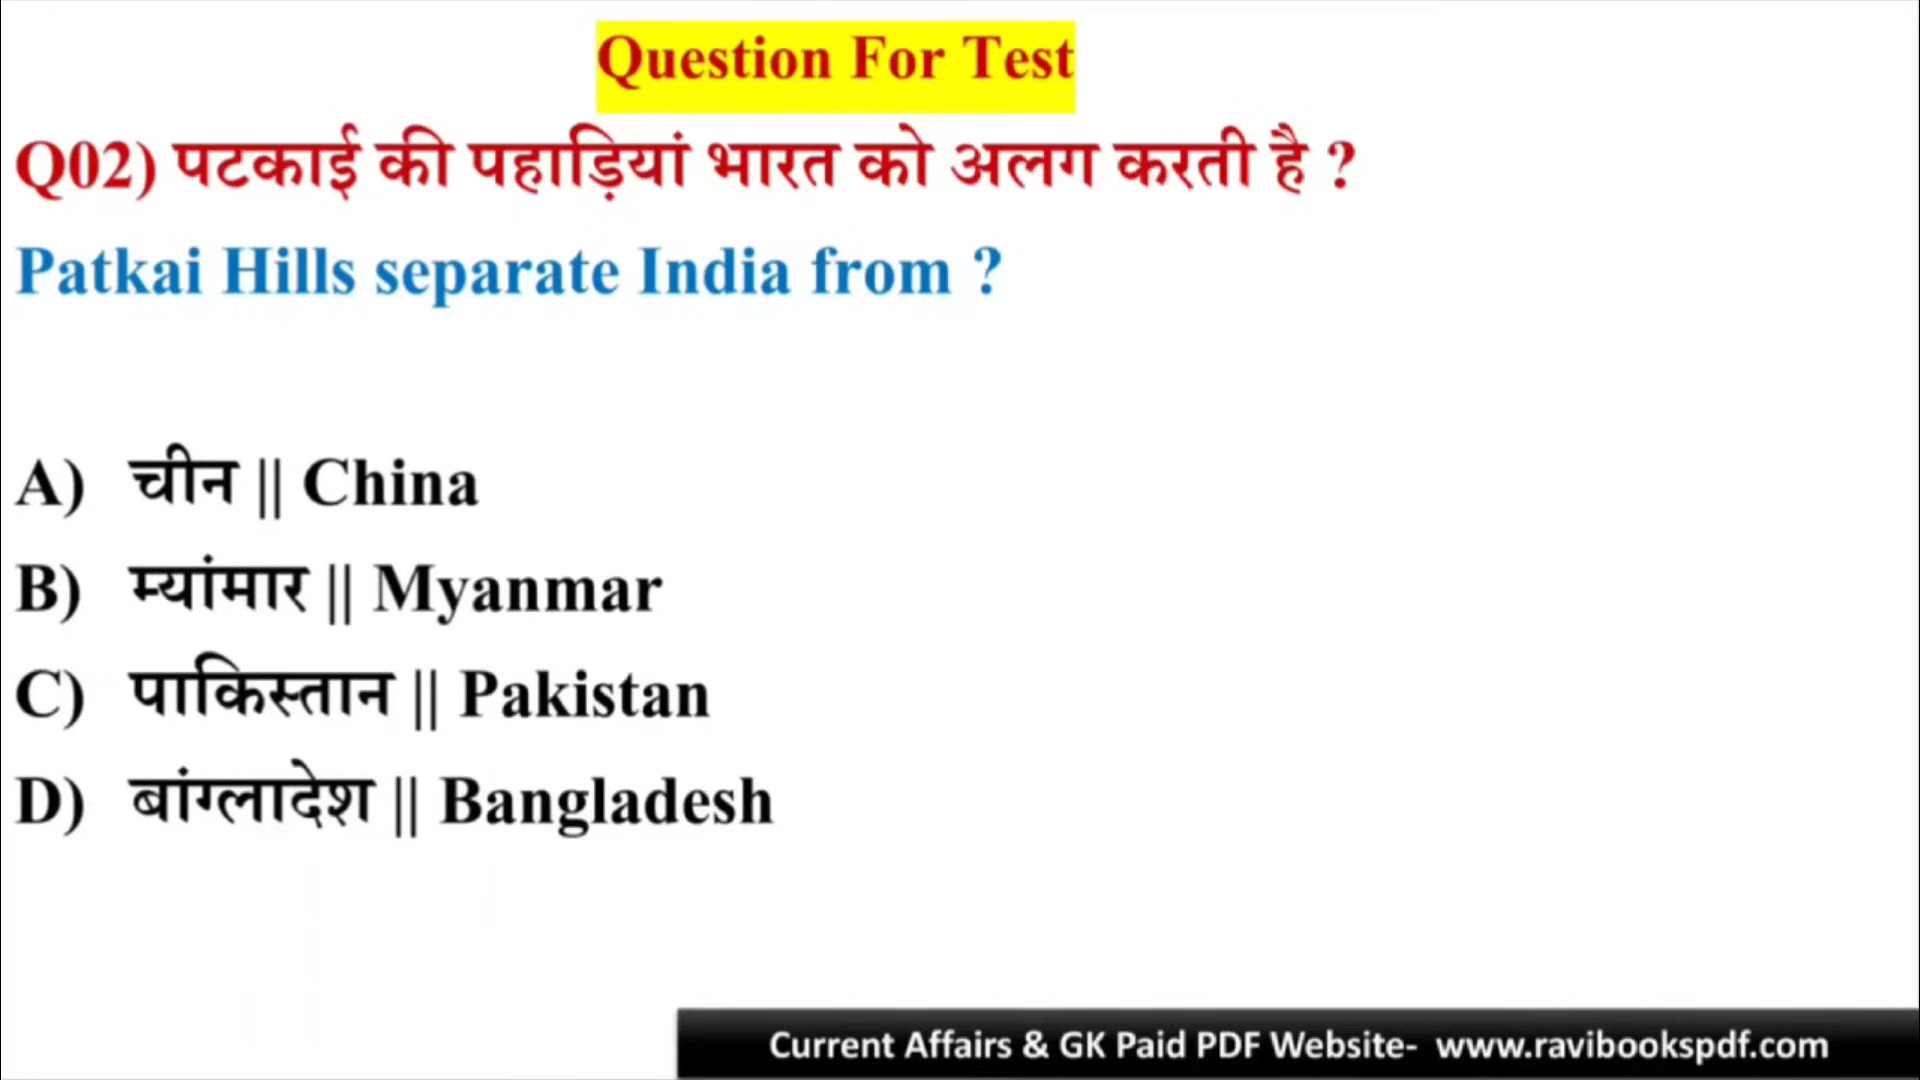 Question For Test
Q02) पटकाई की पहाड़ियां भारत को अलग करती है ?
Patkai Hills separate India from ?
A) चीन || China
B) म्यांमार || Myanmar
C) पाकिस्तान || Pakistan
D) बांग्लादेश || Bangladesh
Current Affairs & GK Paid PDF Website- www.ravibookspdf.com